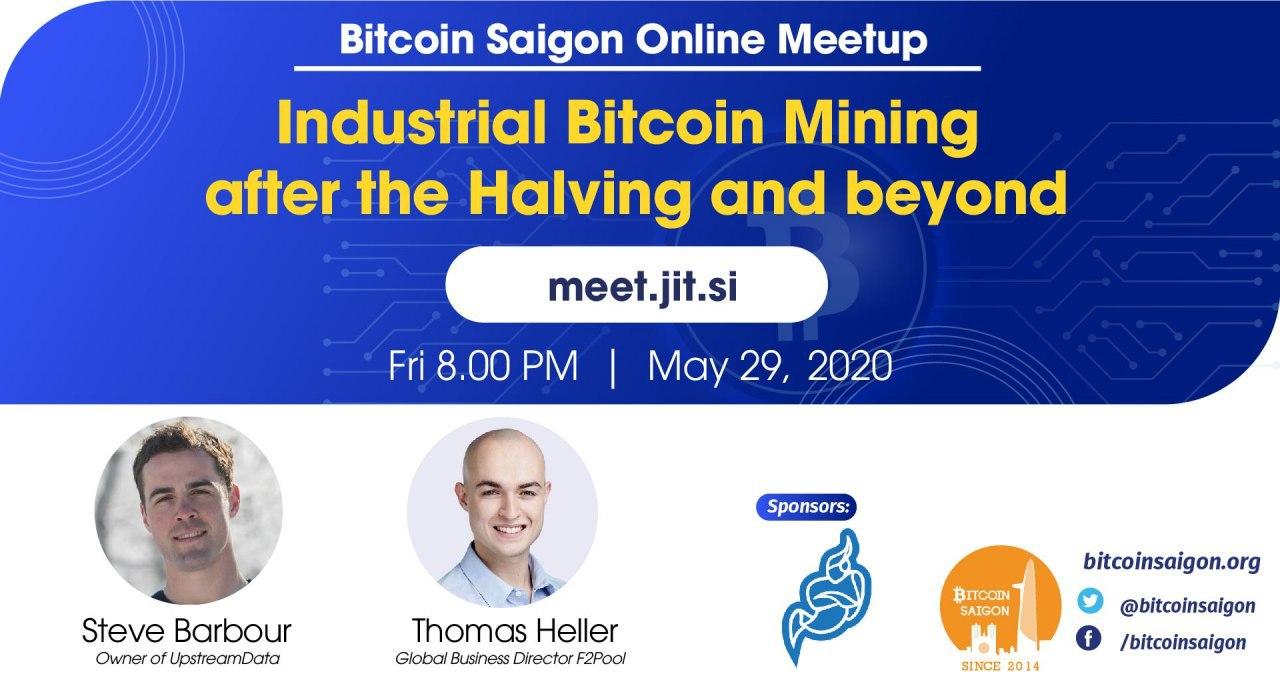 Bitcoin Saigon Online Meetup
Industrial Bitcoin Mining
after the Halving and beyond
meet.jit.si
Fri 8.00 PM | May 29, 2020
Steve Barbour
Owner of UpstreamData
Thomas Heller
Global Business Director F2Pool
Sponsors:
BITCOIN
SAIGON
SINCE 2014
bitcoinsaigon.org
@bitcoinsaigon
/bitcoinsaigon